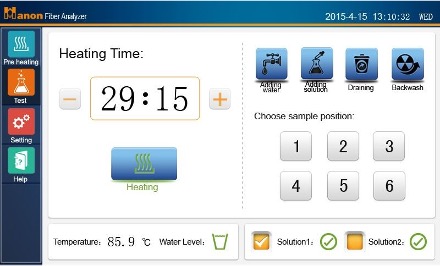 Hanon Fiber Analyzer
2015-4-15 13:10:32 WED
Pre heating
Test
Setting
Help
Heating Time:
29:15
Heating
Adding water
Adding solution
Draining
Backwash
Choose sample position:
1 2 3
4 5 6
Temperature: 85.9 ℃ Water Level:
Solution1: Solution2: